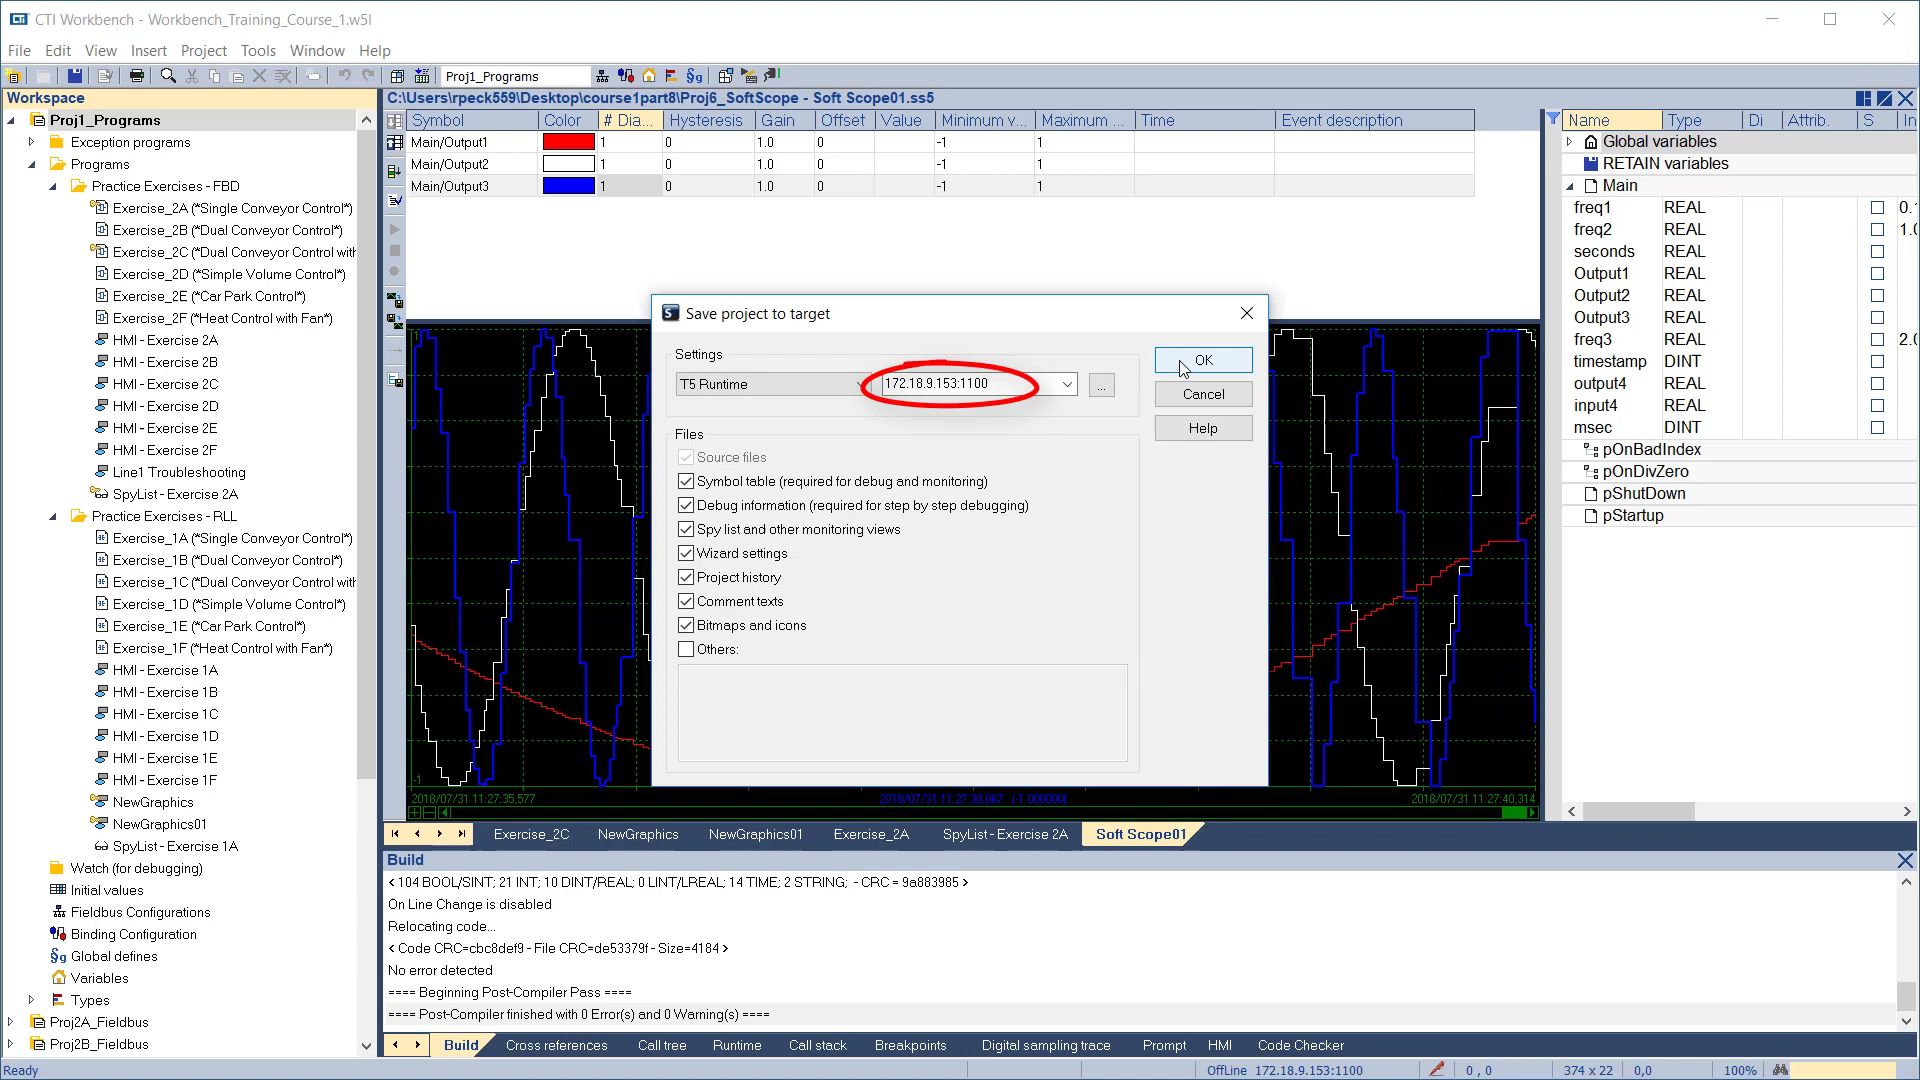 CTI Workbench - Workbench_Training_Course_1.w5l
File Edit View Insert Project Tools Window Help
Proj1_Programs
Workspace
Proj1_Programs
Exception programs
Programs
Practice Exercises - FBD
Exercise_2A (*Single Conveyor Control*)
Exercise_2B (*Dual Conveyor Control*)
Exercise_2C (*Dual Conveyor Control with
Exercise_2D (*Simple Volume Control*)
Exercise_2E (*Car Park Control*)
Exercise_2F (*Heat Control with Fan*)
HMI - Exercise 2A
HMI - Exercise 2B
HMI - Exercise 2C
HMI - Exercise 2D
HMI - Exercise 2E
HMI - Exercise 2F
Line1 Troubleshooting
SpyList - Exercise 2A
Practice Exercises - RLL
Exercise_1A (*Single Conveyor Control*)
Exercise_1B (*Dual Conveyor Control*)
Exercise_1C (*Dual Conveyor Control with
Exercise_1D (*Simple Volume Control*)
Exercise_1E (*Car Park Control*)
Exercise_1F (*Heat Control with Fan*)
HMI - Exercise 1A
HMI - Exercise 1B
HMI - Exercise 1C
HMI - Exercise 1D
HMI - Exercise 1E
HMI - Exercise 1F
NewGraphics
NewGraphics01
SpyList - Exercise 1A
Watch (for debugging)
Initial values
Fieldbus Configurations
Binding Configuration
Global defines
Variables
Types
Proj2A_Fieldbus
Proj2B_Fieldbus
C:\Users\rpeck559\Desktop\course1part8\Proj6_SoftScope - Soft Scope01.ss5
Symbol Color # Dia... Hysteresis Gain Offset Value Minimum v... Maximum ... Time Event description
Main/Output1 1 0 1.0 0 -1 1
Main/Output2 1 0 1.0 0 -1 1
Main/Output3 1 0 1.0 0 -1 1
Save project to target
Settings
T5 Runtime 172.18.9.153:1100 ...
OK
Cancel
Help
Files
Source files
Symbol table (required for debug and monitoring)
Debug information (required for step by step debugging)
Spy list and other monitoring views
Wizard settings
Project history
Comment texts
Bitmaps and icons
Others:
1
-1
2018/07/31 11:27:35,577 2018/07/31 11:27:38,067 [-1.000000] 2018/07/31 11:27:40,314
Exercise_2C NewGraphics NewGraphics01 Exercise_2A SpyList - Exercise 2A Soft Scope01
Name Type Di Attrib. S In
Global variables
RETAIN variables
Main
freq1 REAL 0.1
freq2 REAL 1.0
seconds REAL
Output1 REAL
Output2 REAL
Output3 REAL
freq3 REAL 2.0
timestamp DINT
output4 REAL
input4 REAL
msec DINT
pOnBadIndex
pOnDivZero
pShutDown
pStartup
Build
< 104 BOOL/SINT; 21 INT; 10 DINT/REAL; 0 LINT/LREAL; 14 TIME; 2 STRING; - CRC = 9a883985 >
On Line Change is disabled
Relocating code...
< Code CRC=cbc8def9 - File CRC=de53379f - Size=4184 >
No error detected
==== Beginning Post-Compiler Pass ====
==== Post-Compiler finished with 0 Error(s) and 0 Warning(s) ====
Build Cross references Call tree Runtime Call stack Breakpoints Digital sampling trace Prompt HMI Code Checker
Ready OffLine 172.18.9.153:1100 0 , 0 374 x 22 0,0 100%